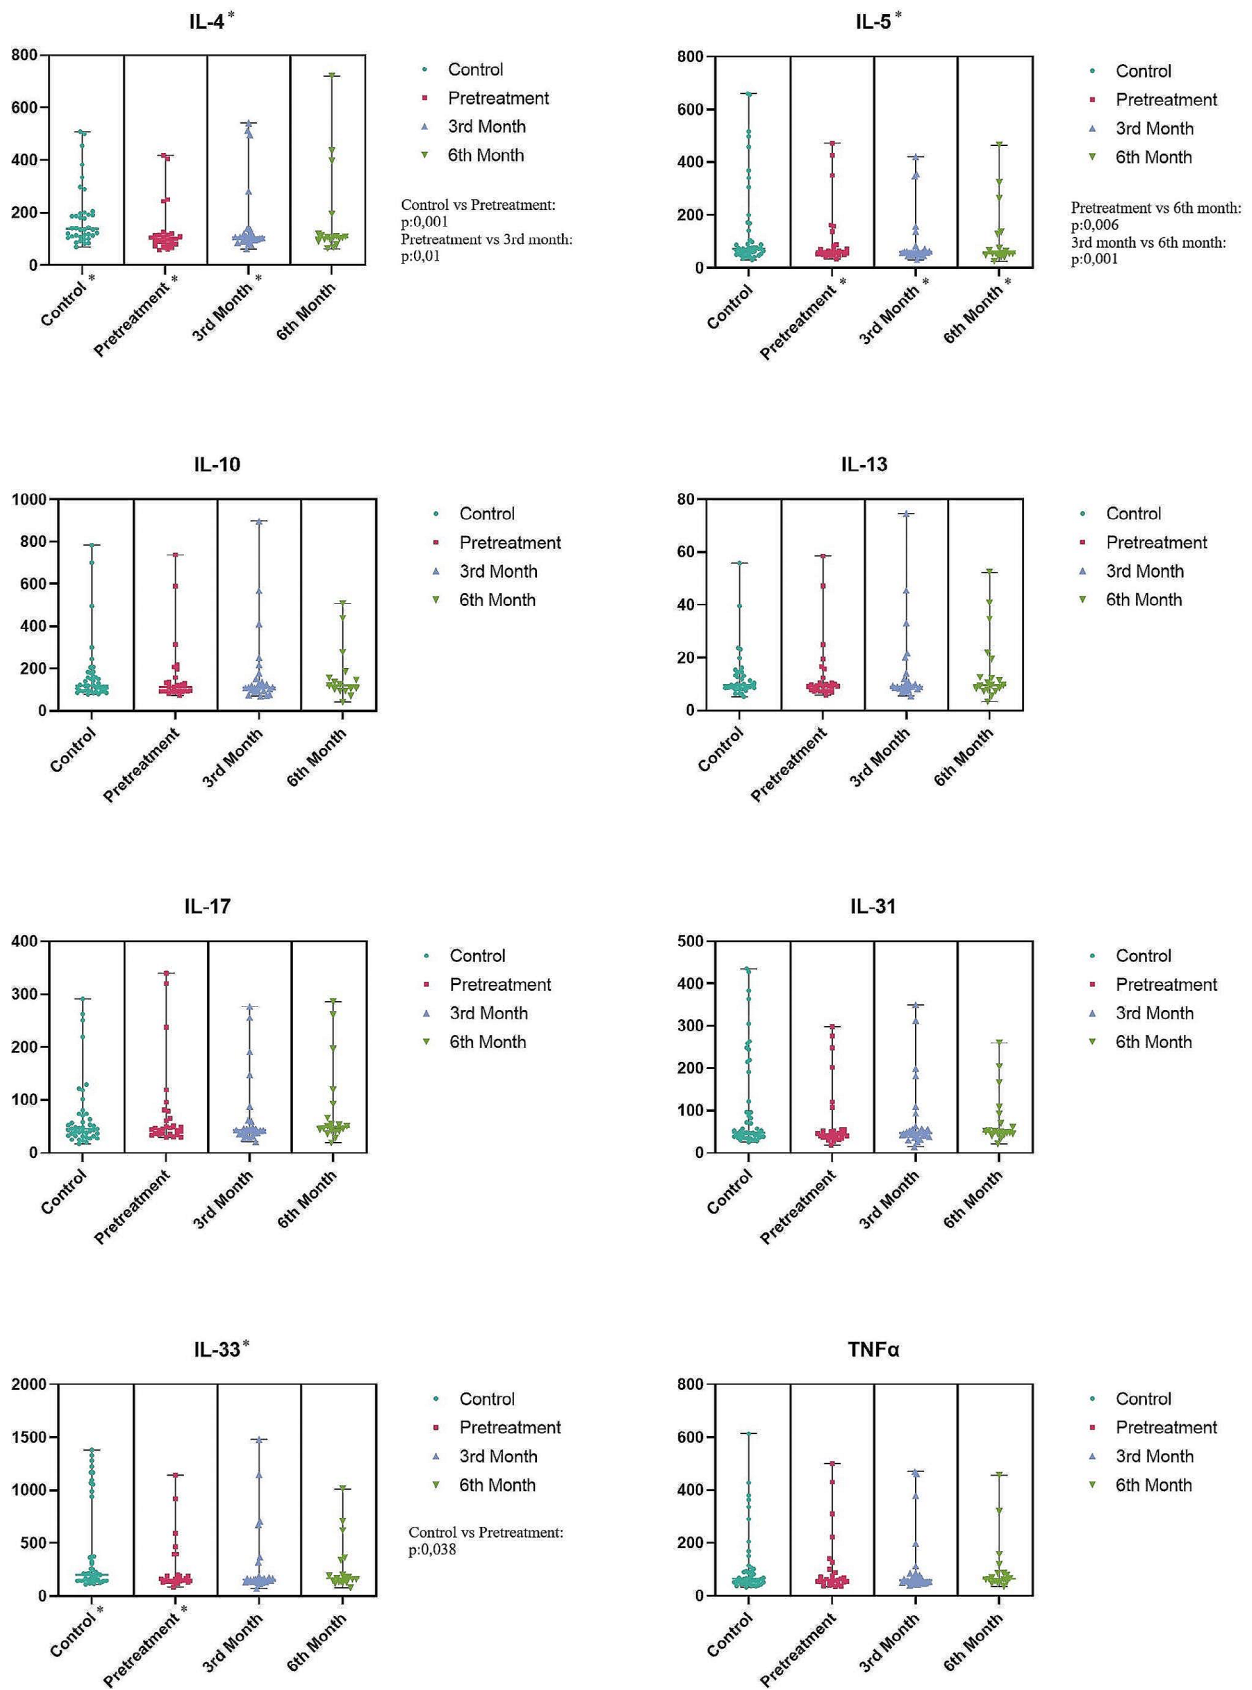 IL-4*
800
600
400
200
0
Control*
Pretreatment*
3rd Month*
6th Month
Control
Pretreatment
3rd Month
6th Month
Control vs Pretreatment:
p:0,001
Pretreatment vs 3rd month:
p:0,01
IL-5*
800
600
400
200
0
Control
Pretreatment*
3rd Month*
6th Month*
Control
Pretreatment
3rd Month
6th Month
Pretreatment vs 6th month:
p:0,006
3rd month vs 6th month:
p:0,001
IL-10
1000
800
600
400
200
0
Control
Pretreatment
3rd Month
6th Month
Control
Pretreatment
3rd Month
6th Month
IL-13
80
60
40
20
0
Control
Pretreatment
3rd Month
6th Month
Control
Pretreatment
3rd Month
6th Month
IL-17
400
300
200
100
0
Control
Pretreatment
3rd Month
6th Month
Control
Pretreatment
3rd Month
6th Month
IL-31
500
400
300
200
100
0
Control
Pretreatment
3rd Month
6th Month
Control
Pretreatment
3rd Month
6th Month
IL-33*
2000
1500
1000
500
0
Control*
Pretreatment*
3rd Month
6th Month
Control
Pretreatment
3rd Month
6th Month
Control vs Pretreatment:
p:0,038
TNFα
800
600
400
200
0
Control
Pretreatment
3rd Month
6th Month
Control
Pretreatment
3rd Month
6th Month